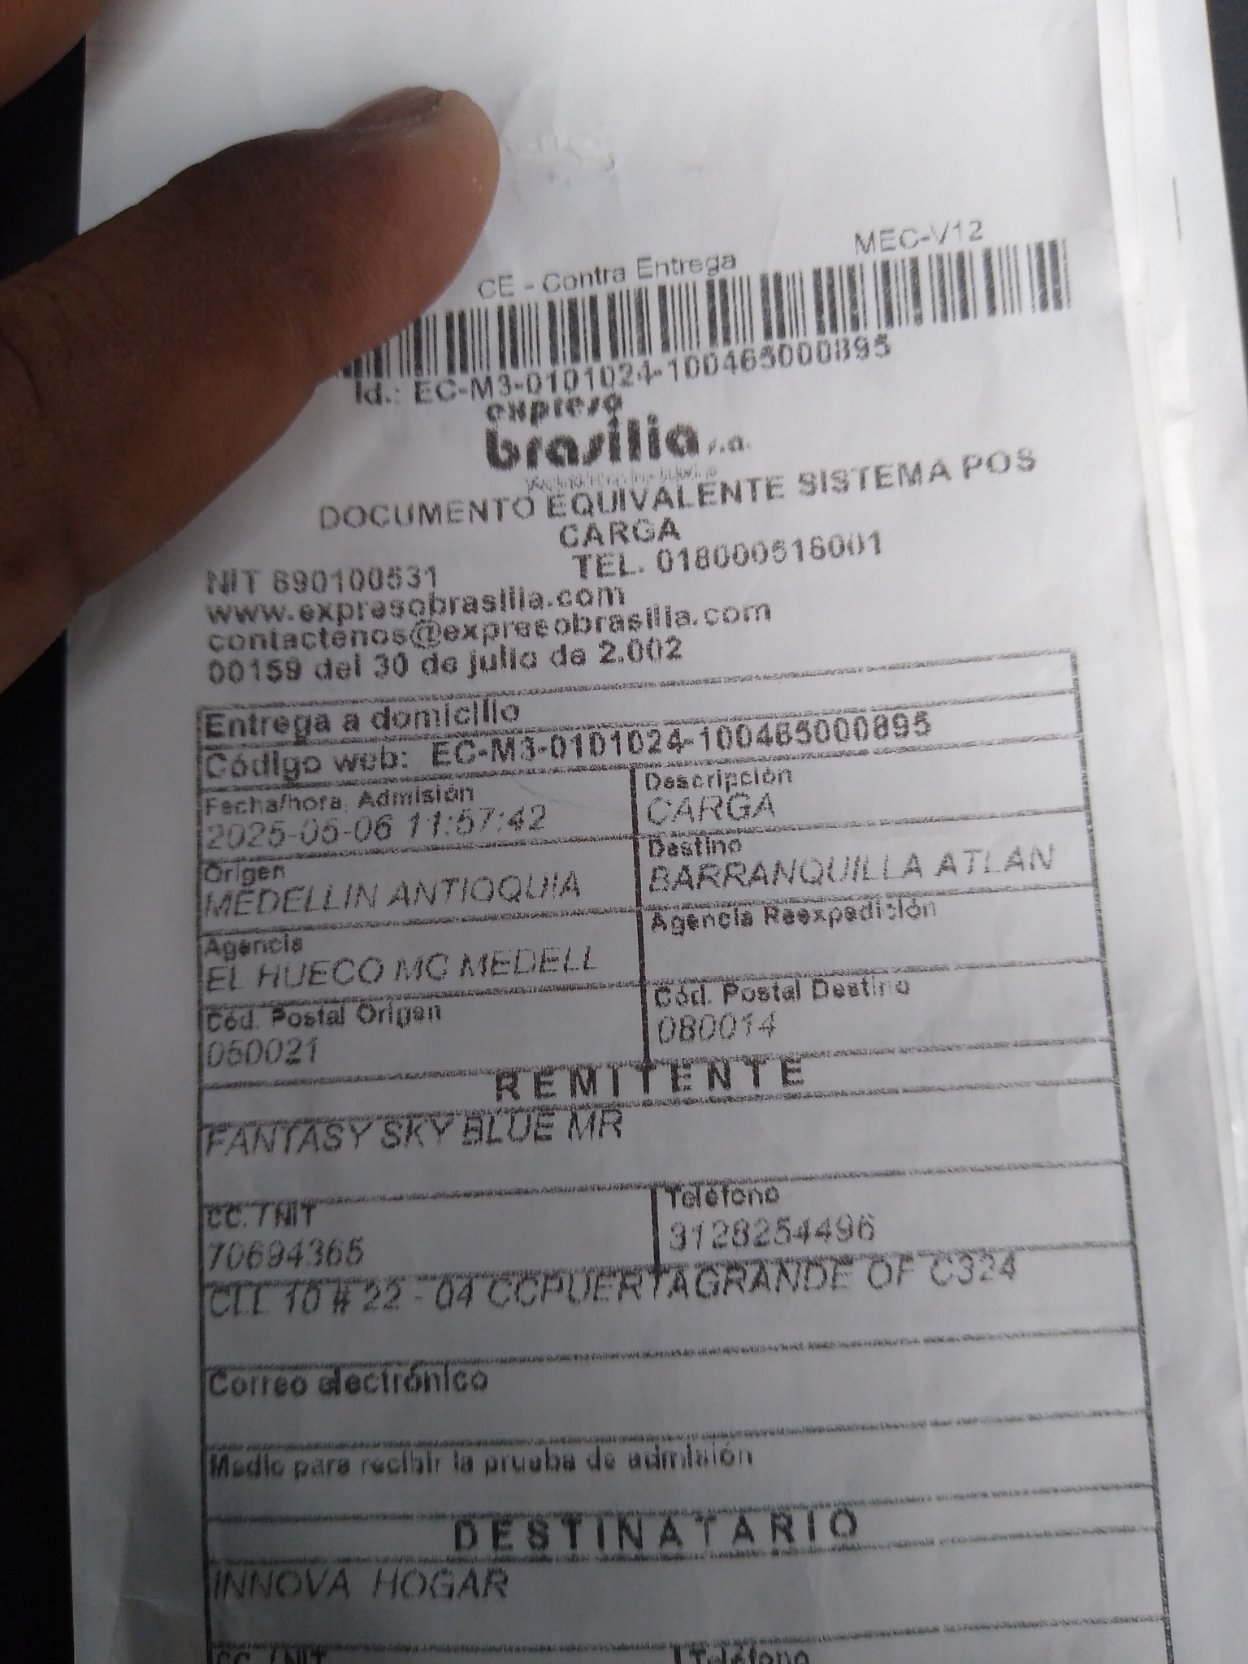 CE - Contra Entrega
MEC-V12
Id.: EC-M3-0101024-100465000895
expreso
brasilia s.a.
DOCUMENTO EQUIVALENTE SISTEMA POS
CARGA
NIT 890100531
TEL. 018000518001
www.expresobrasilia.com
contactenos@expresobrasilia.com
00159 del 30 de julio de 2.002
Entrega a domicilio
Código web: EC-M3-0101024-100465000895
Fecha/hora. Admisión
2025-05-06 11:57:42
Descripción
CARGA
Origen
MEDELLIN ANTIOQUIA
Destino
BARRANQUILLA ATLAN
Agencia
EL HUECO MC MEDELL
Agencia Reexpedición
Cód. Postal Origen
050021
Cód. Postal Destino
080014
REMITENTE
FANTASY SKY BLUE MR
CC. / NIT
70694365
Teléfono
3128254496
CLL 10 # 22 - 04 CCPUERTAGRANDE OF C324
Correo electrónico
Medio para recibir la prueba de admisión
DESTINATARIO
INNOVA HOGAR
CC. / NIT
Teléfono